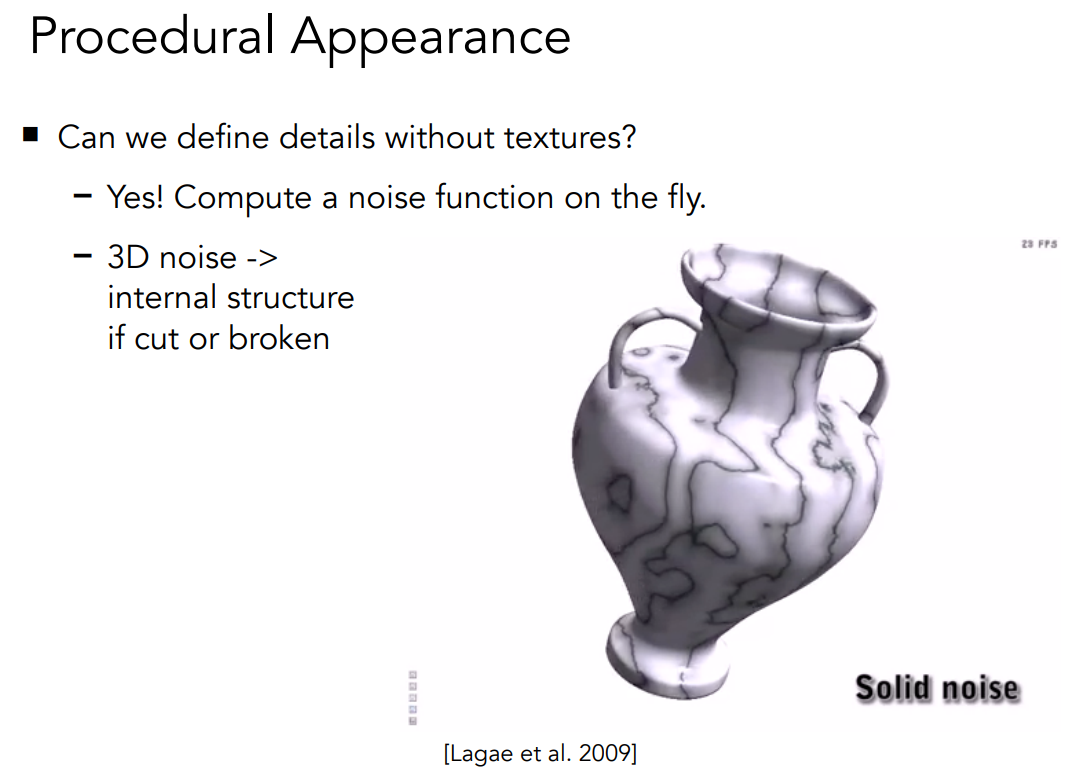 Procedural Appearance
■ Can we define details without textures?
– Yes! Compute a noise function on the fly.
– 3D noise ->
internal structure
if cut or broken
23 FPS
Solid noise
[Lagae et al. 2009]